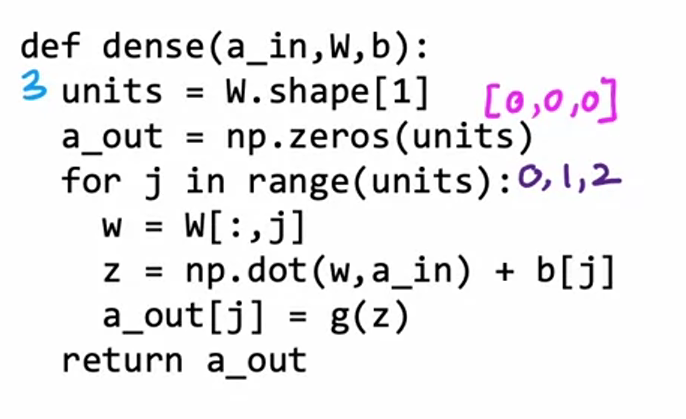 def dense(a_in,W,b):
3 units = W.shape[1] [0,0,0]
a_out = np.zeros(units)
for j in range(units): 0,1,2
w = W[:,j]
z = np.dot(w,a_in) + b[j]
a_out[j] = g(z)
return a_out